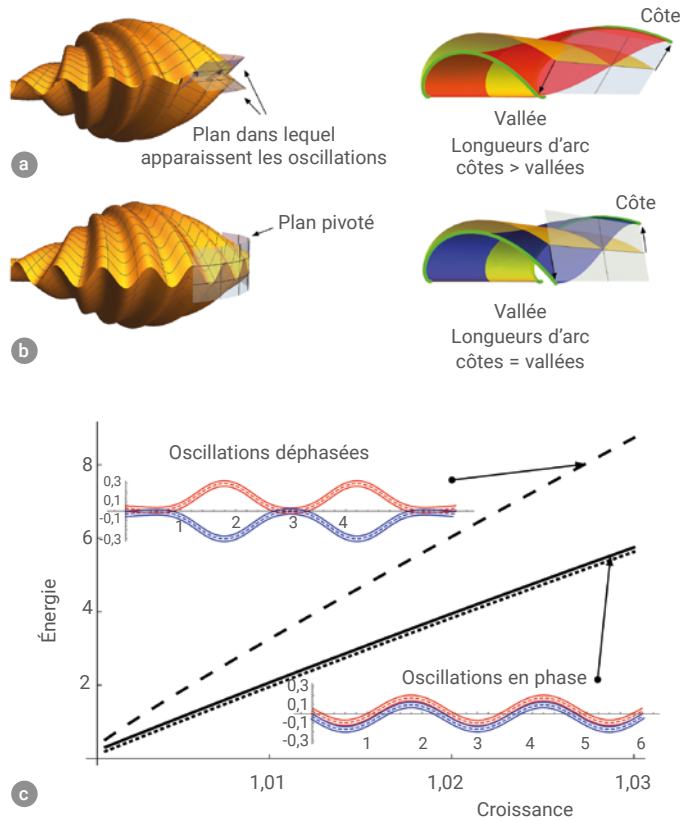 Côte
Plan dans lequel
apparaissent les oscillations
Vallée
Longueurs d'arc
côtes > vallées
a
Plan pivoté
Côte
Vallée
Longueurs d'arc
côtes = vallées
b
8
Oscillations déphasées
0,3
0,1
-0,1
-0,3
1 2 3 4
6
Énergie
4
2
Oscillations en phase
0,3
0,1
-0,1
-0,3
1 2 3 4 5 6
1,01 1,02 1,03
Croissance
c